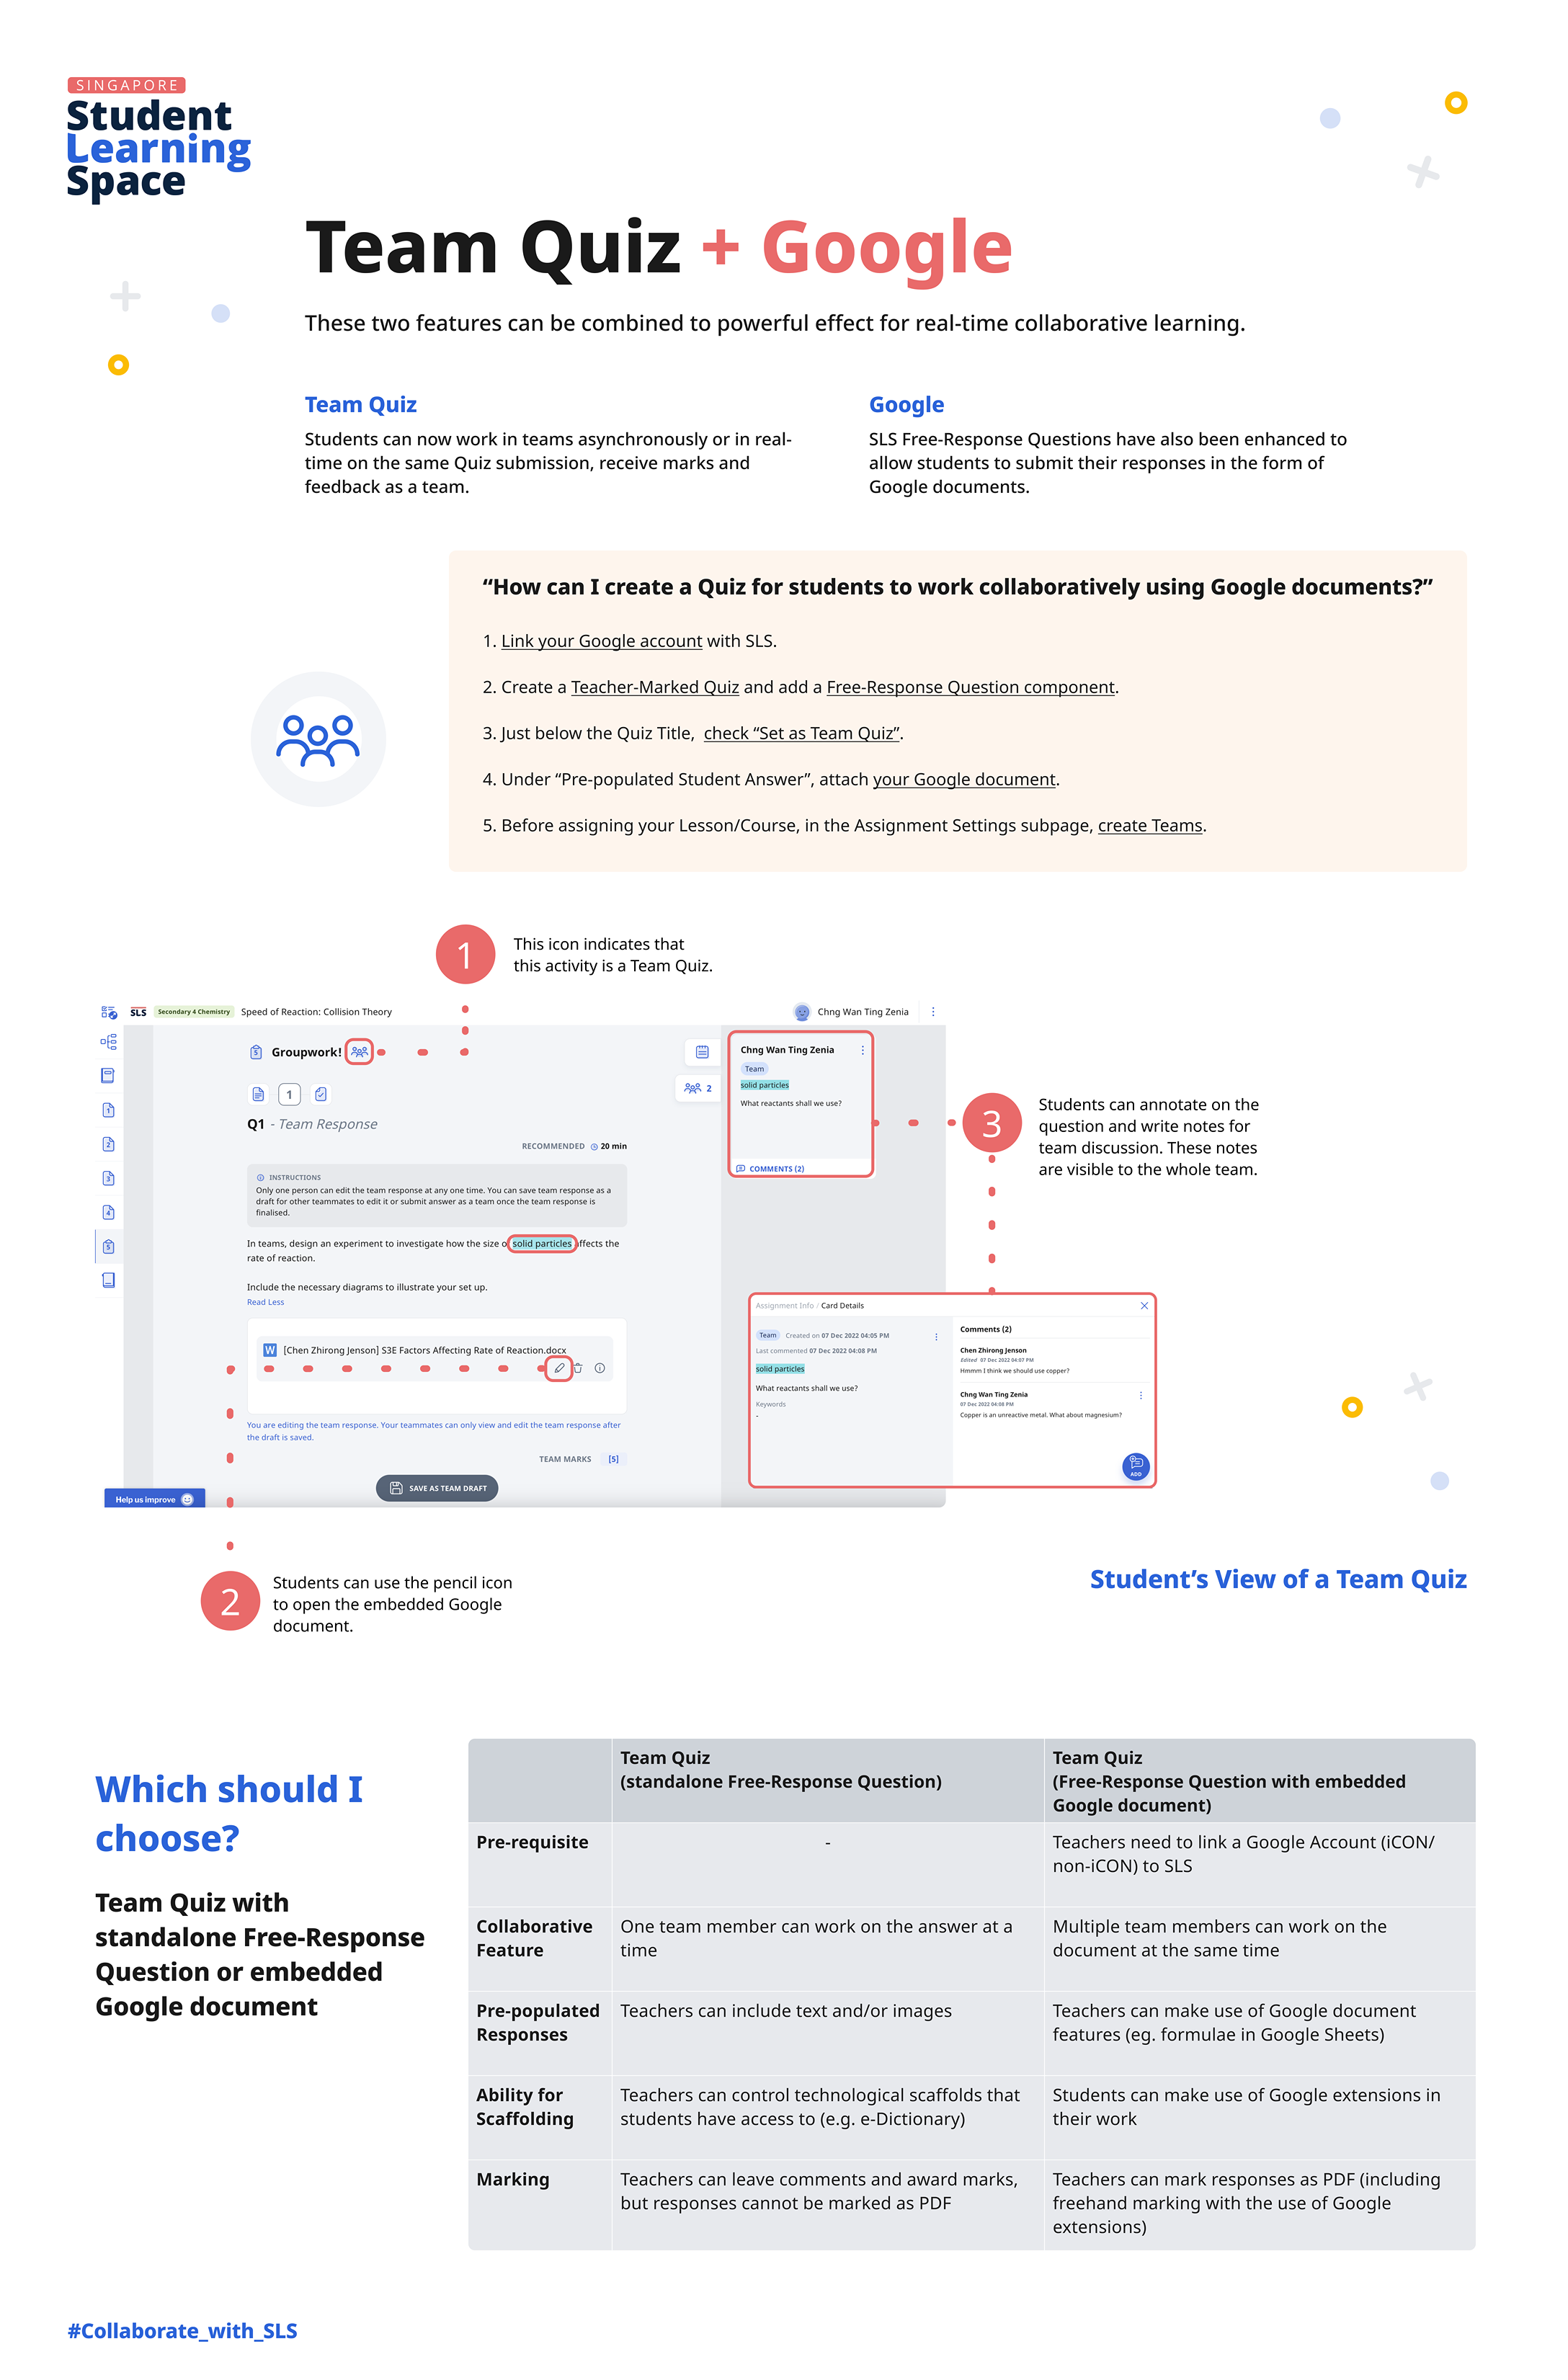 SINGAPORE
Student
Learning
Space
Team Quiz + Google
These two features can be combined to powerful effect for real-time collaborative learning.
Team Quiz
Students can now work in teams asynchronously or in real-
time on the same Quiz submission, receive marks and
feedback as a team.
Google
SLS Free-Response Questions have also been enhanced to
allow students to submit their responses in the form of
Google documents.
“How can I create a Quiz for students to work collaboratively using Google documents?”
1. Link your Google account with SLS.
2. Create a Teacher-Marked Quiz and add a Free-Response Question component.
3. Just below the Quiz Title, check “Set as Team Quiz”.
4. Under “Pre-populated Student Answer”, attach your Google document.
5. Before assigning your Lesson/Course, in the Assignment Settings subpage, create Teams.
1
This icon indicates that
this activity is a Team Quiz.
SLS
Secondary 4 Chemistry
Speed of Reaction: Collision Theory
Chng Wan Ting Zenia
1
2
3
4
5
5
Groupwork!
2
1
Q1 - Team Response
RECOMMENDED 20 min
INSTRUCTIONS
Only one person can edit the team response at any one time. You can save team response as a
draft for other teammates to edit it or submit answer as a team once the team response is
finalised.
In teams, design an experiment to investigate how the size o solid particles affects the
rate of reaction.
Include the necessary diagrams to illustrate your set up.
Read Less
W [Chen Zhirong Jenson] S3E Factors Affecting Rate of Reaction.docx
You are editing the team response. Your teammates can only view and edit the team response after
the draft is saved.
TEAM MARKS [5]
SAVE AS TEAM DRAFT
Help us improve
Chng Wan Ting Zenia
Team
solid particles
What reactants shall we use?
COMMENTS (2)
3
Students can annotate on the
question and write notes for
team discussion. These notes
are visible to the whole team.
Assignment Info / Card Details
Team Created on 07 Dec 2022 04:05 PM
Last commented 07 Dec 2022 04:08 PM
solid particles
What reactants shall we use?
Keywords
-
Comments (2)
Chen Zhirong Jenson
Edited 07 Dec 2022 04:07 PM
Hmmm I think we should use copper?
Chng Wan Ting Zenia
07 Dec 2022 04:08 PM
Copper is an unreactive metal. What about magnesium?
ADD
2
Students can use the pencil icon
to open the embedded Google
document.
Student’s View of a Team Quiz
Which should I
choose?
Team Quiz with
standalone Free-Response
Question or embedded
Google document
Team Quiz
(standalone Free-Response Question)
Team Quiz
(Free-Response Question with embedded
Google document)
Pre-requisite
-
Teachers need to link a Google Account (iCON/
non-iCON) to SLS
Collaborative
Feature
One team member can work on the answer at a
time
Multiple team members can work on the
document at the same time
Pre-populated
Responses
Teachers can include text and/or images
Teachers can make use of Google document
features (eg. formulae in Google Sheets)
Ability for
Scaffolding
Teachers can control technological scaffolds that
students have access to (e.g. e-Dictionary)
Students can make use of Google extensions in
their work
Marking
Teachers can leave comments and award marks,
but responses cannot be marked as PDF
Teachers can mark responses as PDF (including
freehand marking with the use of Google
extensions)
#Collaborate_with_SLS